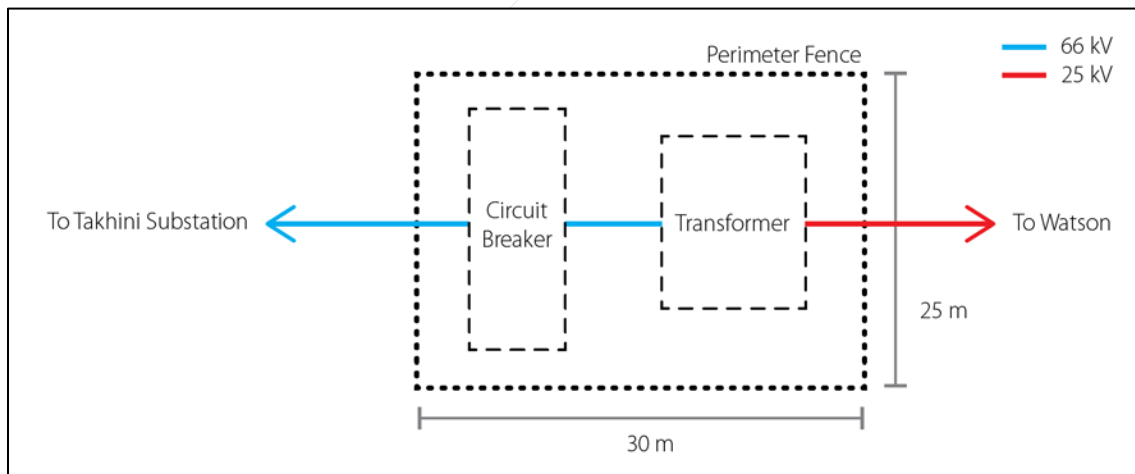 Perimeter Fence
66 kV
25 kV
To Takhini Substation
Circuit
Breaker
Transformer
To Watson
25 m
30 m